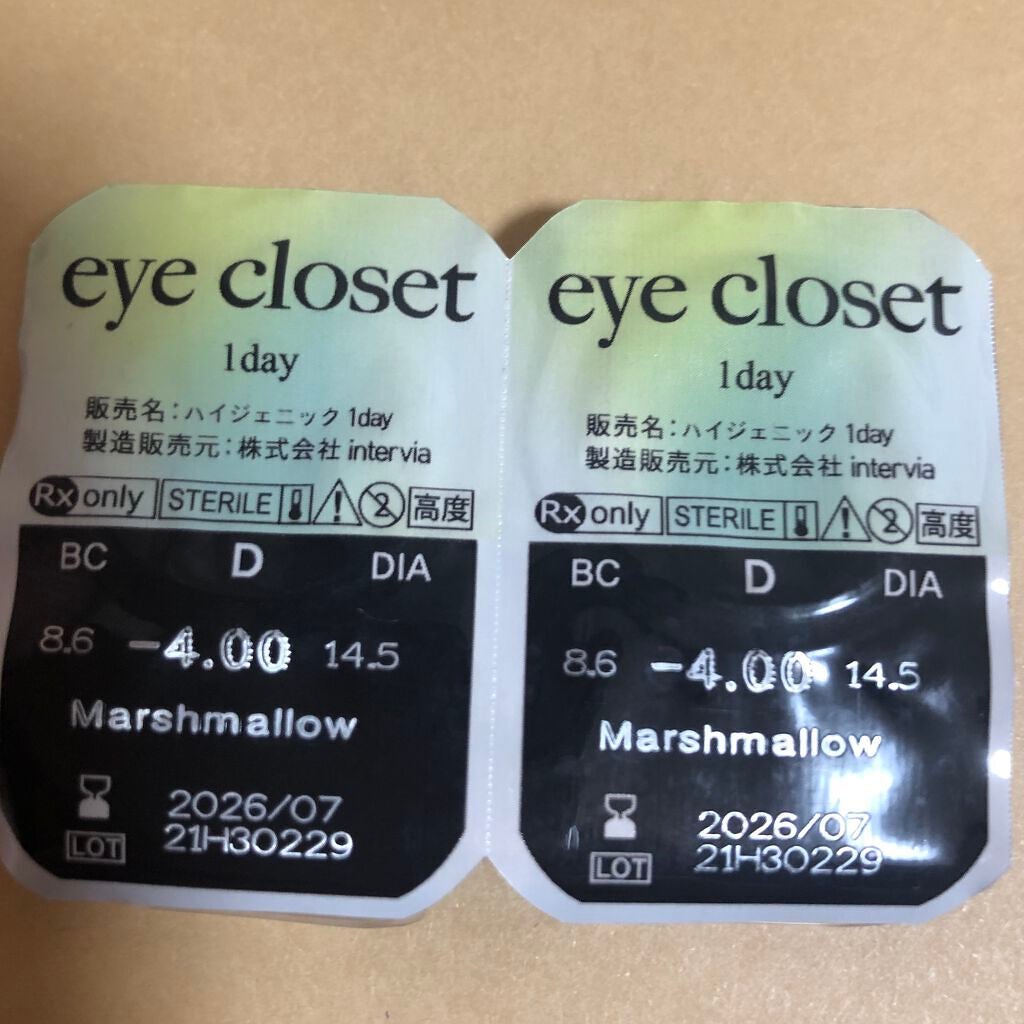 eye closet
1day
販売名：ハイジェニック 1day
製造販売元：株式会社 intervia
Rx only STERILE 2 高度
BC D DIA
8.6 -4.00 14.5
Marshmallow
2026/07
LOT 21H30229
eye closet
1day
販売名：ハイジェニック 1day
製造販売元：株式会社 intervia
Rx only STERILE 2 高度
BC D DIA
8.6 -4.00 14.5
Marshmallow
2026/07
LOT 21H30229